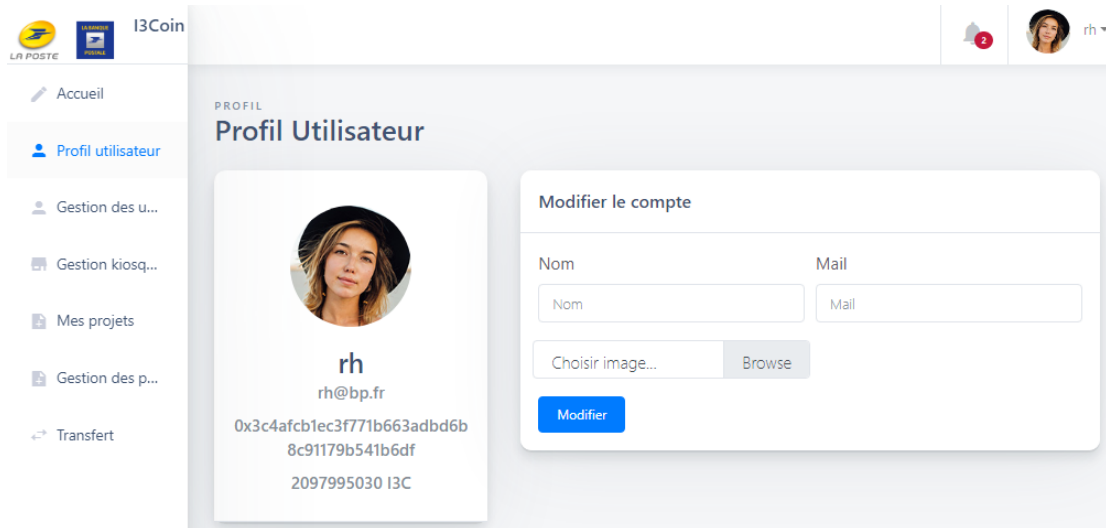 LA POSTE
LA BANQUE
POSTALE
I3Coin
2
rh
Accueil
Profil utilisateur
Gestion des u...
Gestion kiosq...
Mes projets
Gestion des p...
Transfert
PROFIL
Profil Utilisateur
rh
rh@bp.fr
0x3c4afcb1ec3f771b663adbd6b
8c91179b541b6df
2097995030 I3C
Modifier le compte
Nom
Mail
Nom
Mail
Choisir image...
Browse
Modifier